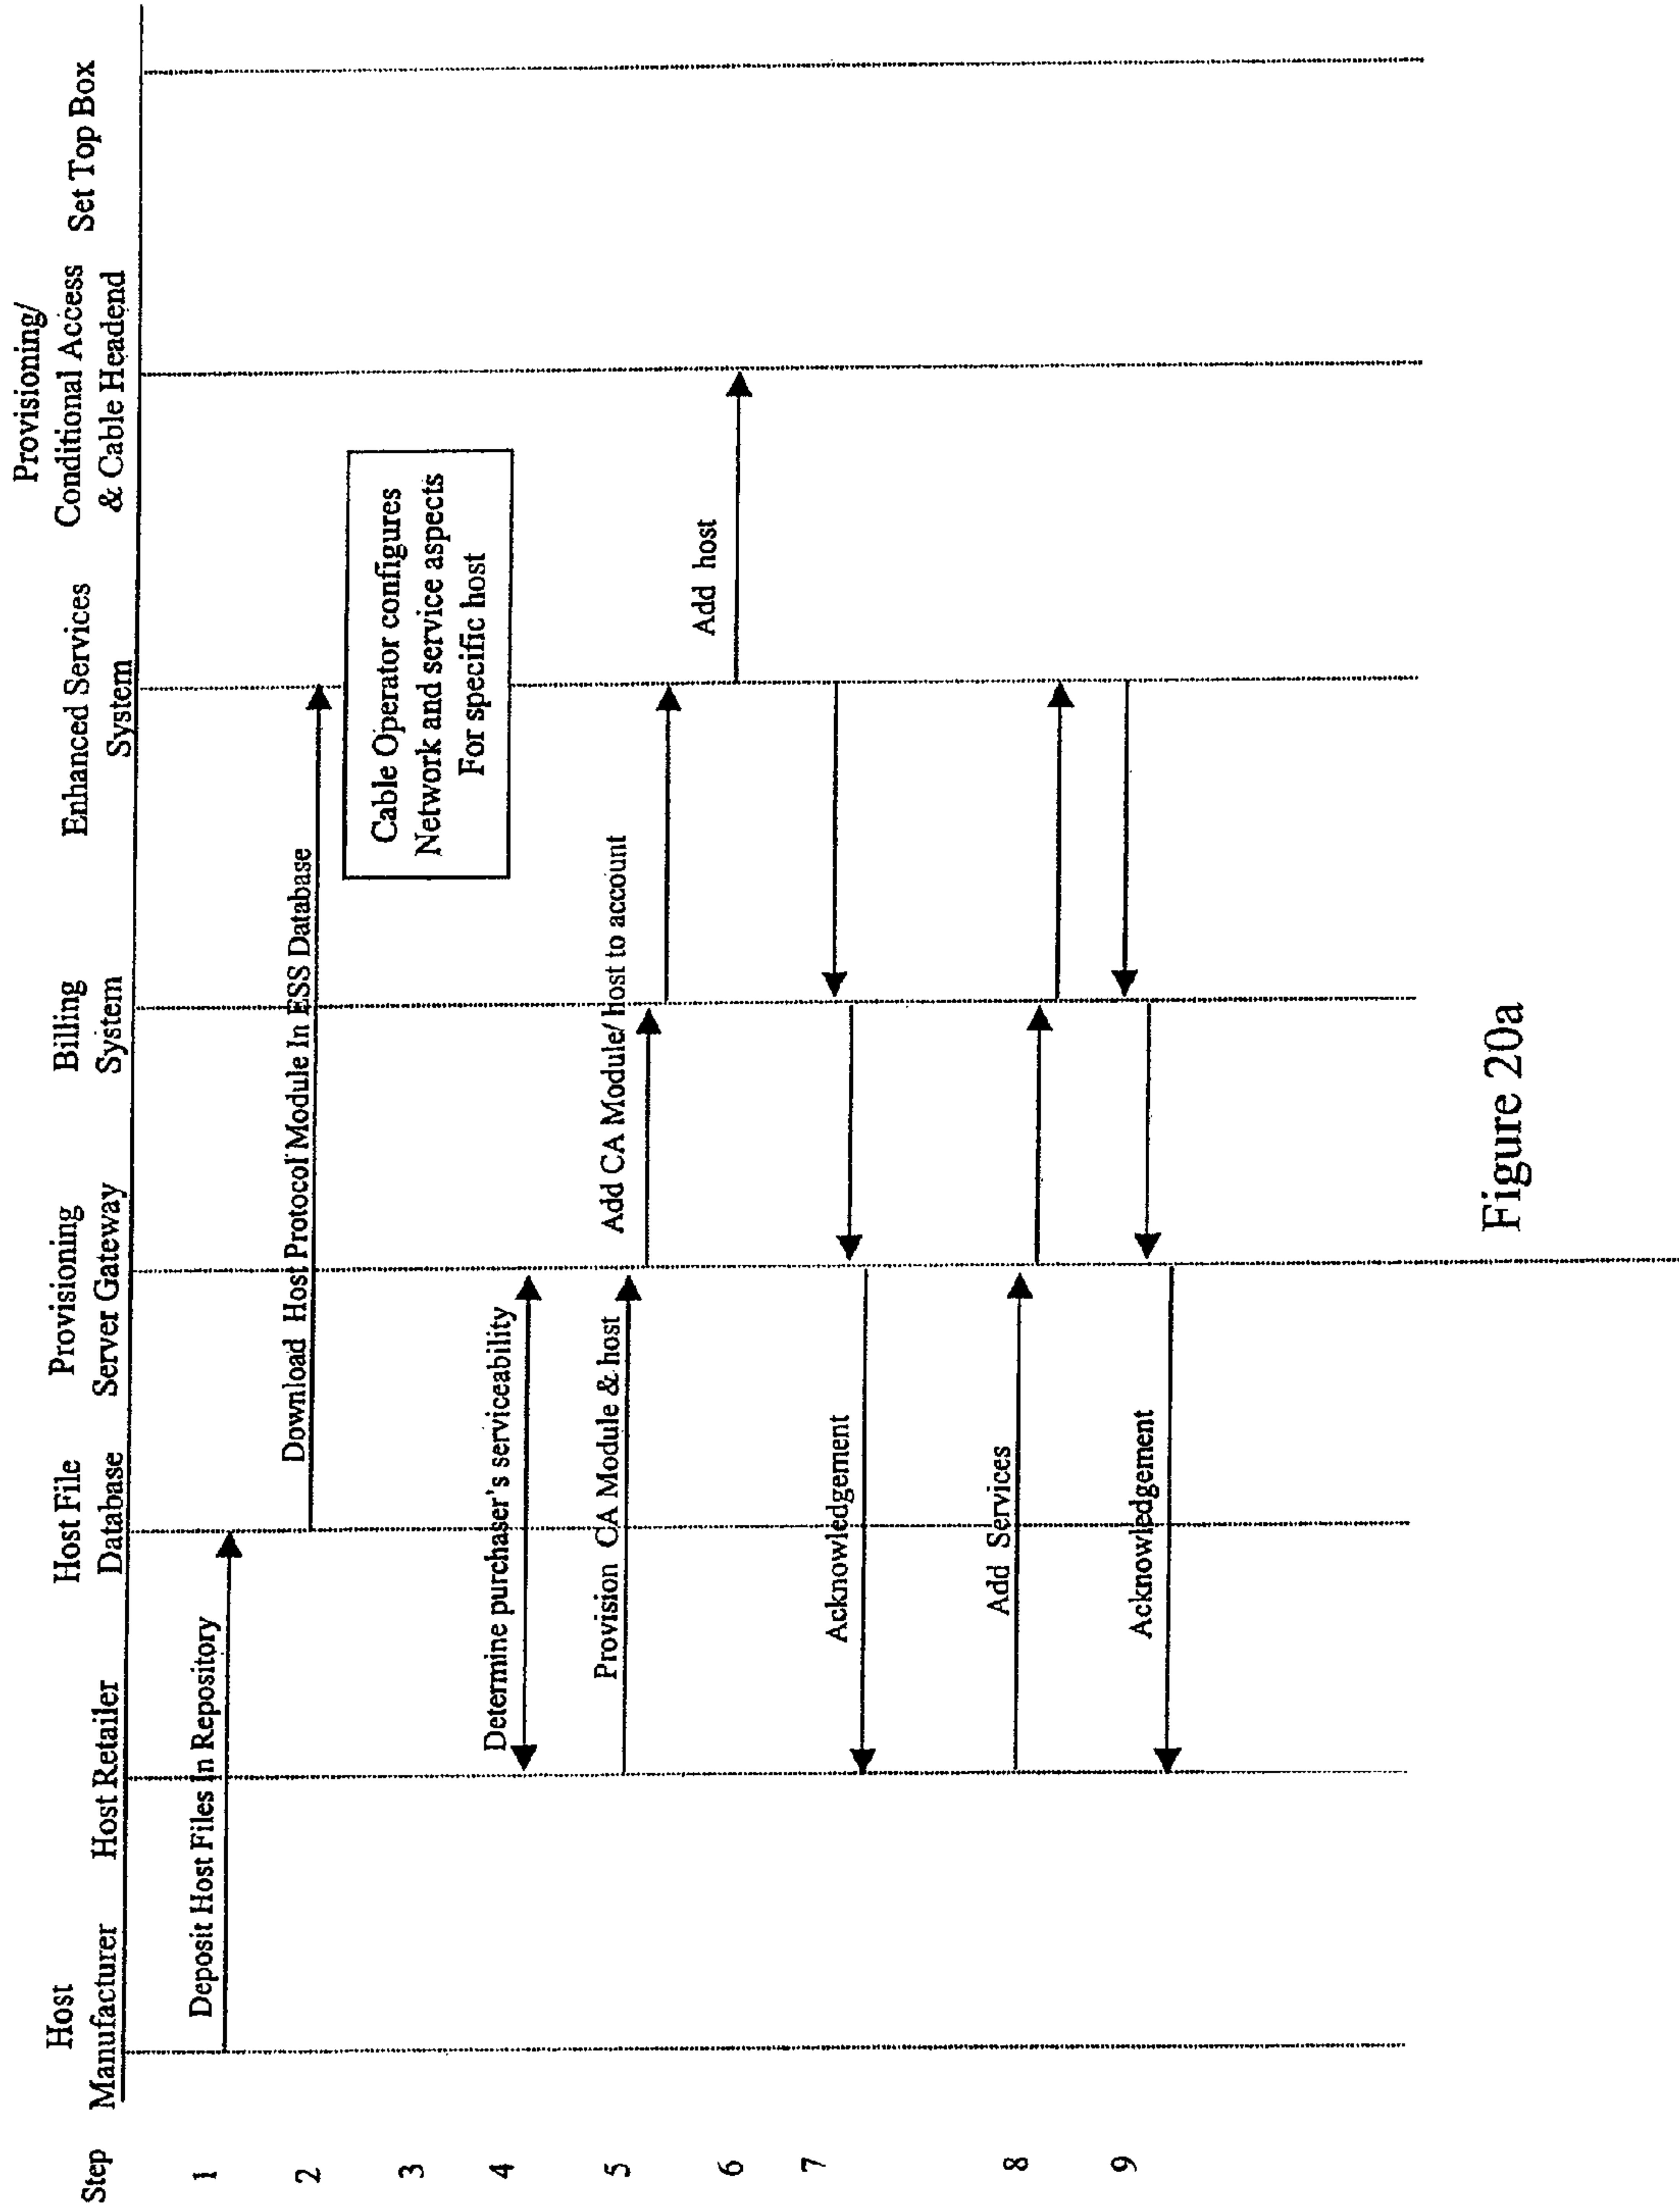 Step
Host
Manufacturer
Host Retailer
Host File
Database
Provisioning
Server Gateway
Billing
System
Enhanced Services
System
Provisioning/
Conditional Access
& Cable Headend
Set Top Box
1
Deposit Host Files In Repository
2
Download Host Protocol Module In ESS Database
3
Cable Operator configures
Network and service aspects
For specific host
4
Determine purchaser's serviceability
5
Provision CA Module & host
Add CA Module/ host to account
6
Add host
7
Acknowledgement
8
Add Services
9
Acknowledgement
Figure 20a